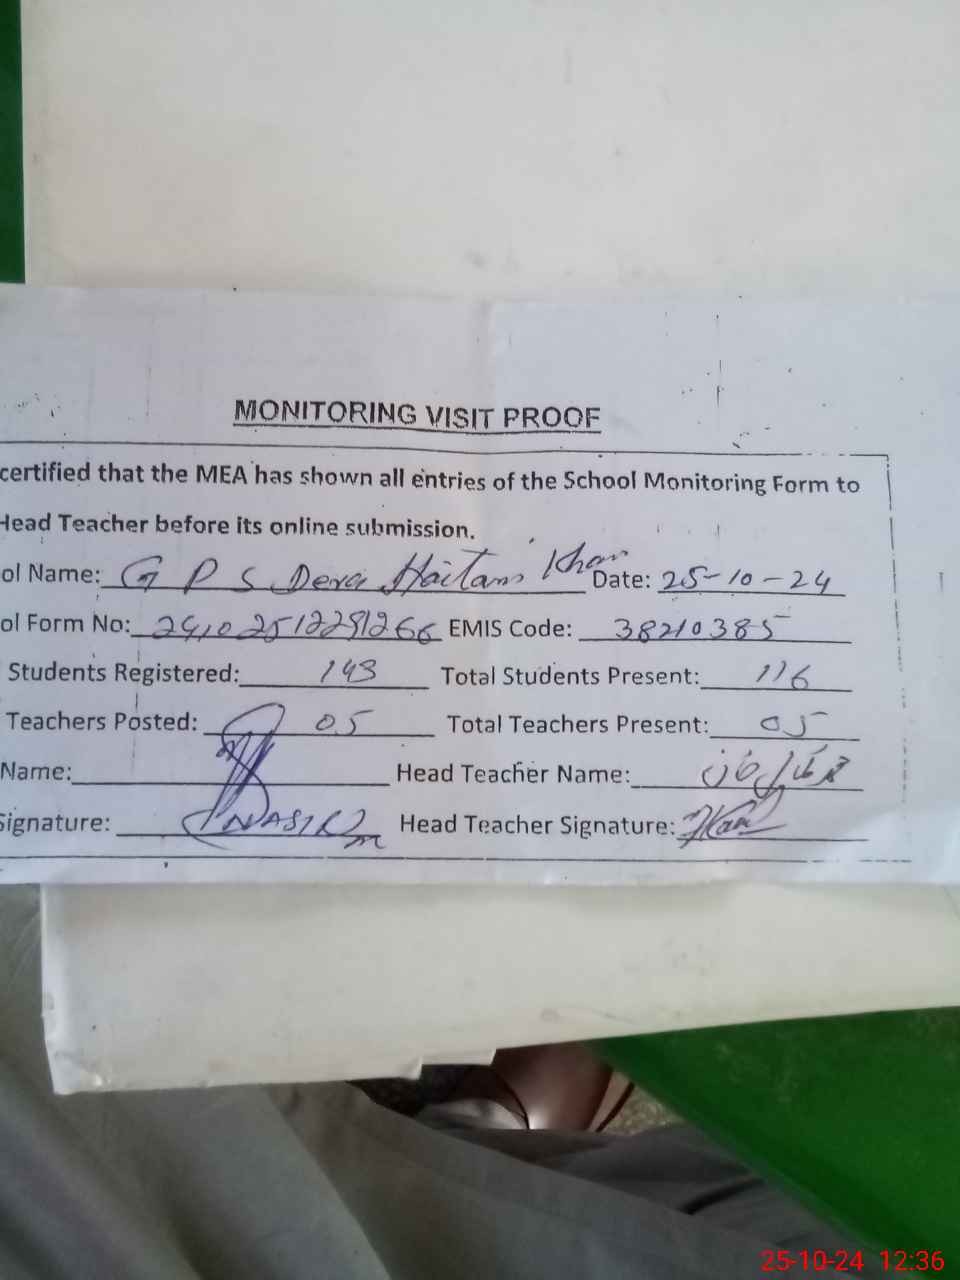 MONITORING VISIT PROOF
certified that the MEA has shown all entries of the School Monitoring Form to
Head Teacher before its online submission.
ol Name: G P S Dera Khan Date: 25-10-24
ol Form No: EMIS Code: 38210385
Students Registered: 143 Total Students Present: 116
Teachers Posted: 05 Total Teachers Present: 05
Name: Head Teacher Name:
Signature: NASIR Head Teacher Signature:
25-10-24 12:36